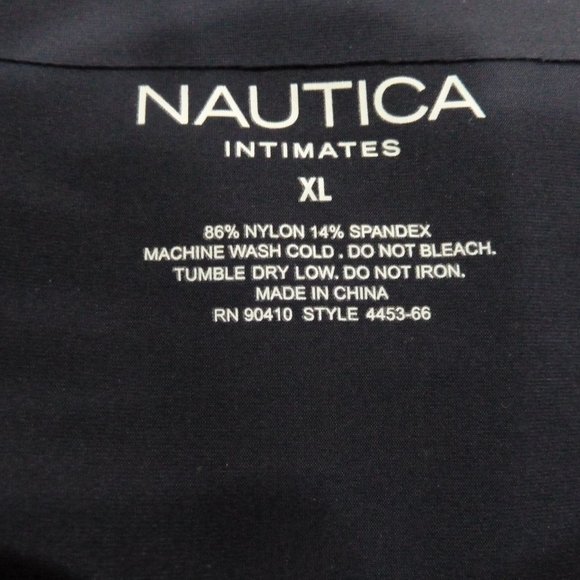 NAUTICA
INTIMATES
XL
86% NYLON 14% SPANDEX
MACHINE WASH COLD . DO NOT BLEACH.
TUMBLE DRY LOW. DO NOT IRON.
MADE IN CHINA
RN 90410 STYLE 4453-66